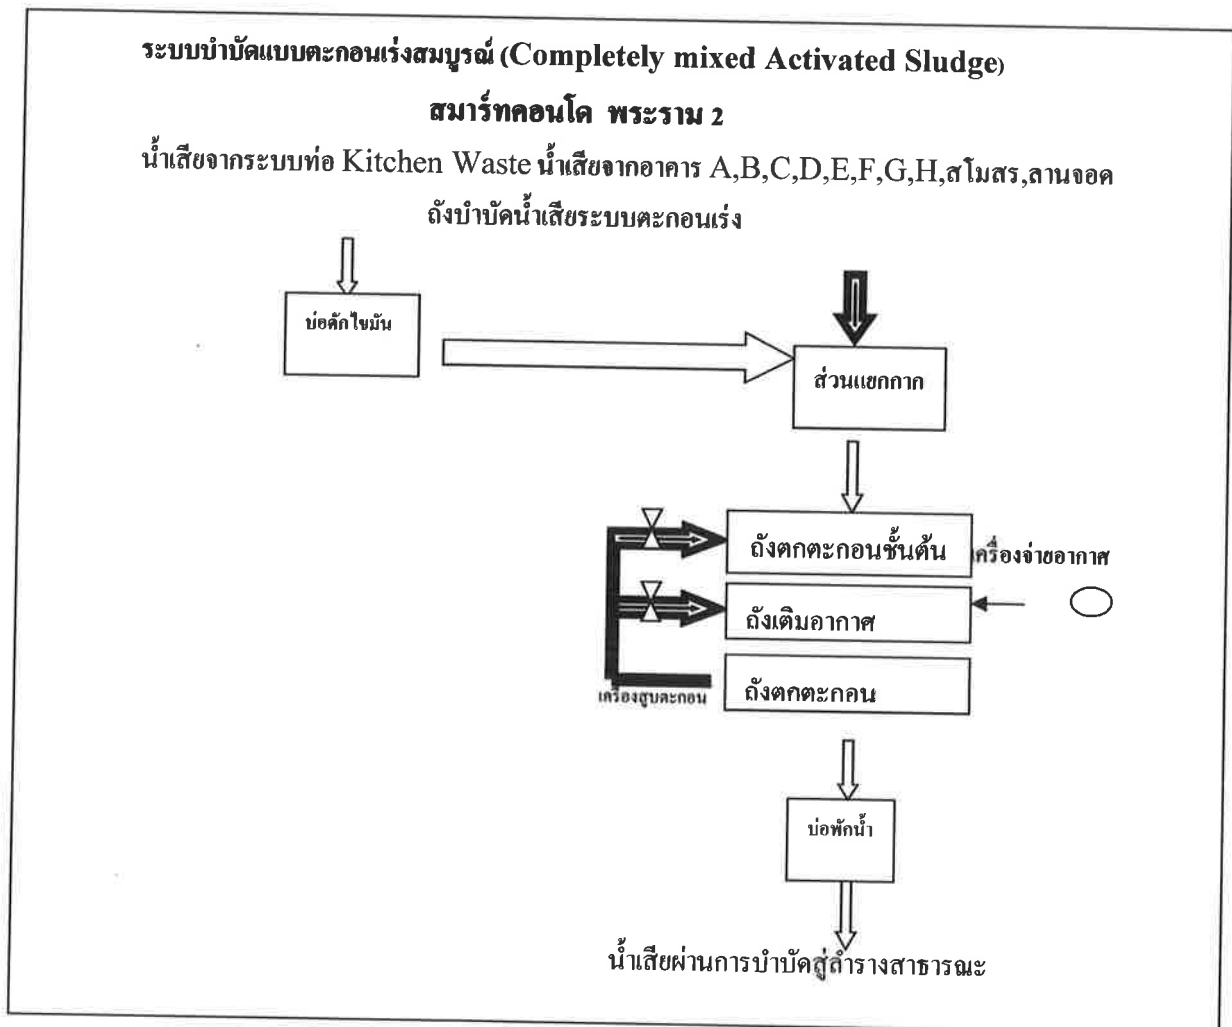 ระบบบำบัดแบบตะกอนเร่งสมบูรณ์ (Completely mixed Activated Sludge)
สมาร์ทคอนโด พระราม 2
น้ำเสียจากระบบท่อ Kitchen Waste น้ำเสียจากอาคาร A,B,C,D,E,F,G,H,สโมสร,ลานจอด
ถังบำบัดน้ำเสียระบบตะกอนเร่ง
บ่อดักไขมัน
ส่วนแยกกาก
ถังตกตะกอนชั้นต้น
เครื่องจ่ายอากาศ
ถังเติมอากาศ
ถังตกตะกอน
เครื่องสูบตะกอน
บ่อพักน้ำ
น้ำเสียผ่านการบำบัดสู่ลำรางสาธารณะ